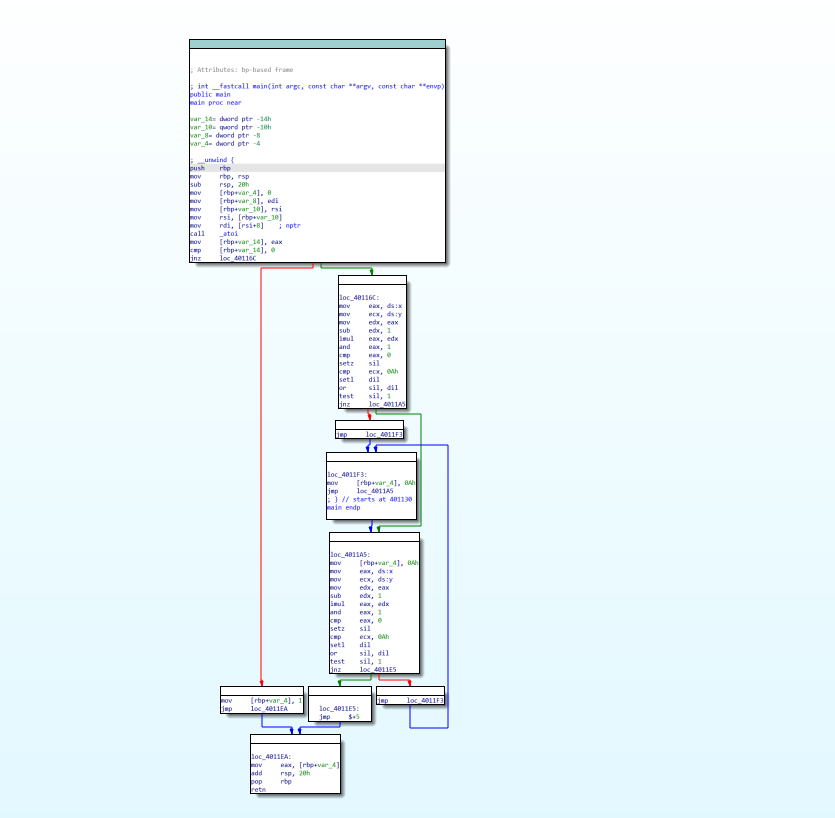 ; Attributes: bp-based frame
; int __fastcall main(int argc, const char **argv, const char **envp)
public main
main proc near
var_14= dword ptr -14h
var_10= qword ptr -10h
var_8= dword ptr -8
var_4= dword ptr -4
; __unwind {
push rbp
mov rbp, rsp
sub rsp, 20h
mov [rbp+var_4], 0
mov [rbp+var_8], edi
mov [rbp+var_10], rsi
mov rsi, [rbp+var_10]
mov rdi, [rsi+8] ; nptr
call _atoi
mov [rbp+var_14], eax
cmp [rbp+var_14], 0
jnz loc_40116C
loc_40116C:
mov eax, ds:x
mov ecx, ds:y
mov edx, eax
sub edx, 1
imul eax, edx
and eax, 1
cmp eax, 0
setz sil
cmp ecx, 0Ah
setl dil
or sil, dil
test sil, 1
jnz loc_4011A5
jmp loc_4011F3
loc_4011F3:
mov [rbp+var_4], 0Ah
jmp loc_4011A5
; } // starts at 401130
main endp
loc_4011A5:
mov [rbp+var_4], 0Ah
mov eax, ds:x
mov ecx, ds:y
mov edx, eax
sub edx, 1
imul eax, edx
and eax, 1
cmp eax, 0
setz sil
cmp ecx, 0Ah
setl dil
or sil, dil
test sil, 1
jnz loc_4011E5
mov [rbp+var_4], 1
jmp loc_4011EA
loc_4011E5:
jmp $+5
jmp loc_4011F3
loc_4011EA:
mov eax, [rbp+var_4]
add rsp, 20h
pop rbp
retn